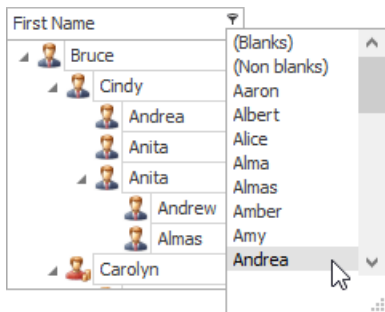 First Name
Bruce
Cindy
Andrea
Anita
Anita
Andrew
Almas
Carolyn
(Blanks)
(Non blanks)
Aaron
Albert
Alice
Alma
Almas
Amber
Amy
Andrea